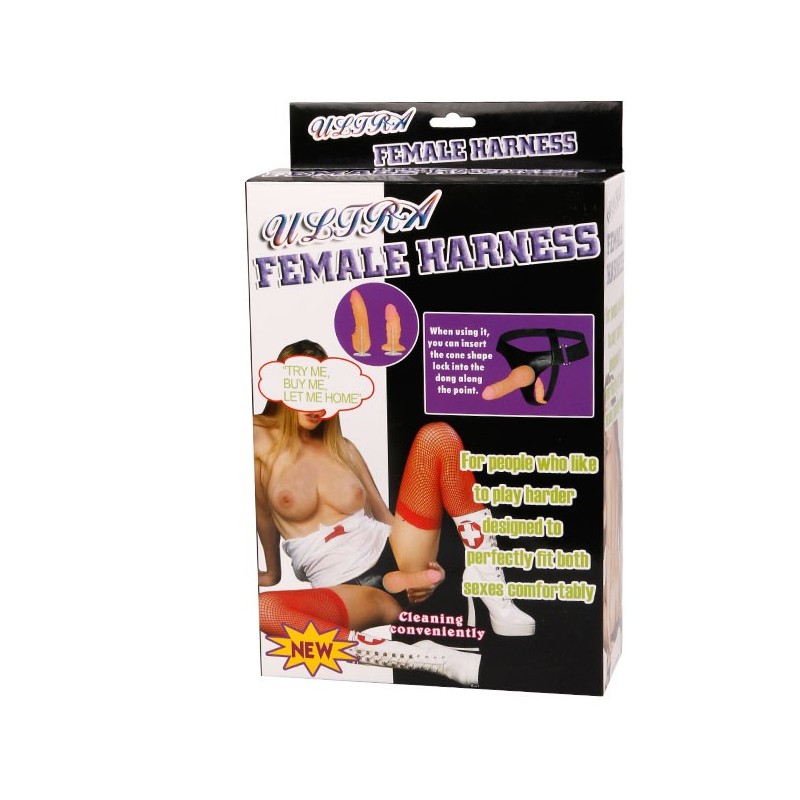 ULTRA
FEMALE HARNESS
ULTRA
FEMALE HARNESS
"TRY ME,
BUY ME,
LET ME HOME"
When using it,
you can insert
the cone shape
lock into the
dong along
the point.
For people who like
to play harder
designed to
perfectly fit both
sexes comfortably
Cleaning
conveniently
NEW